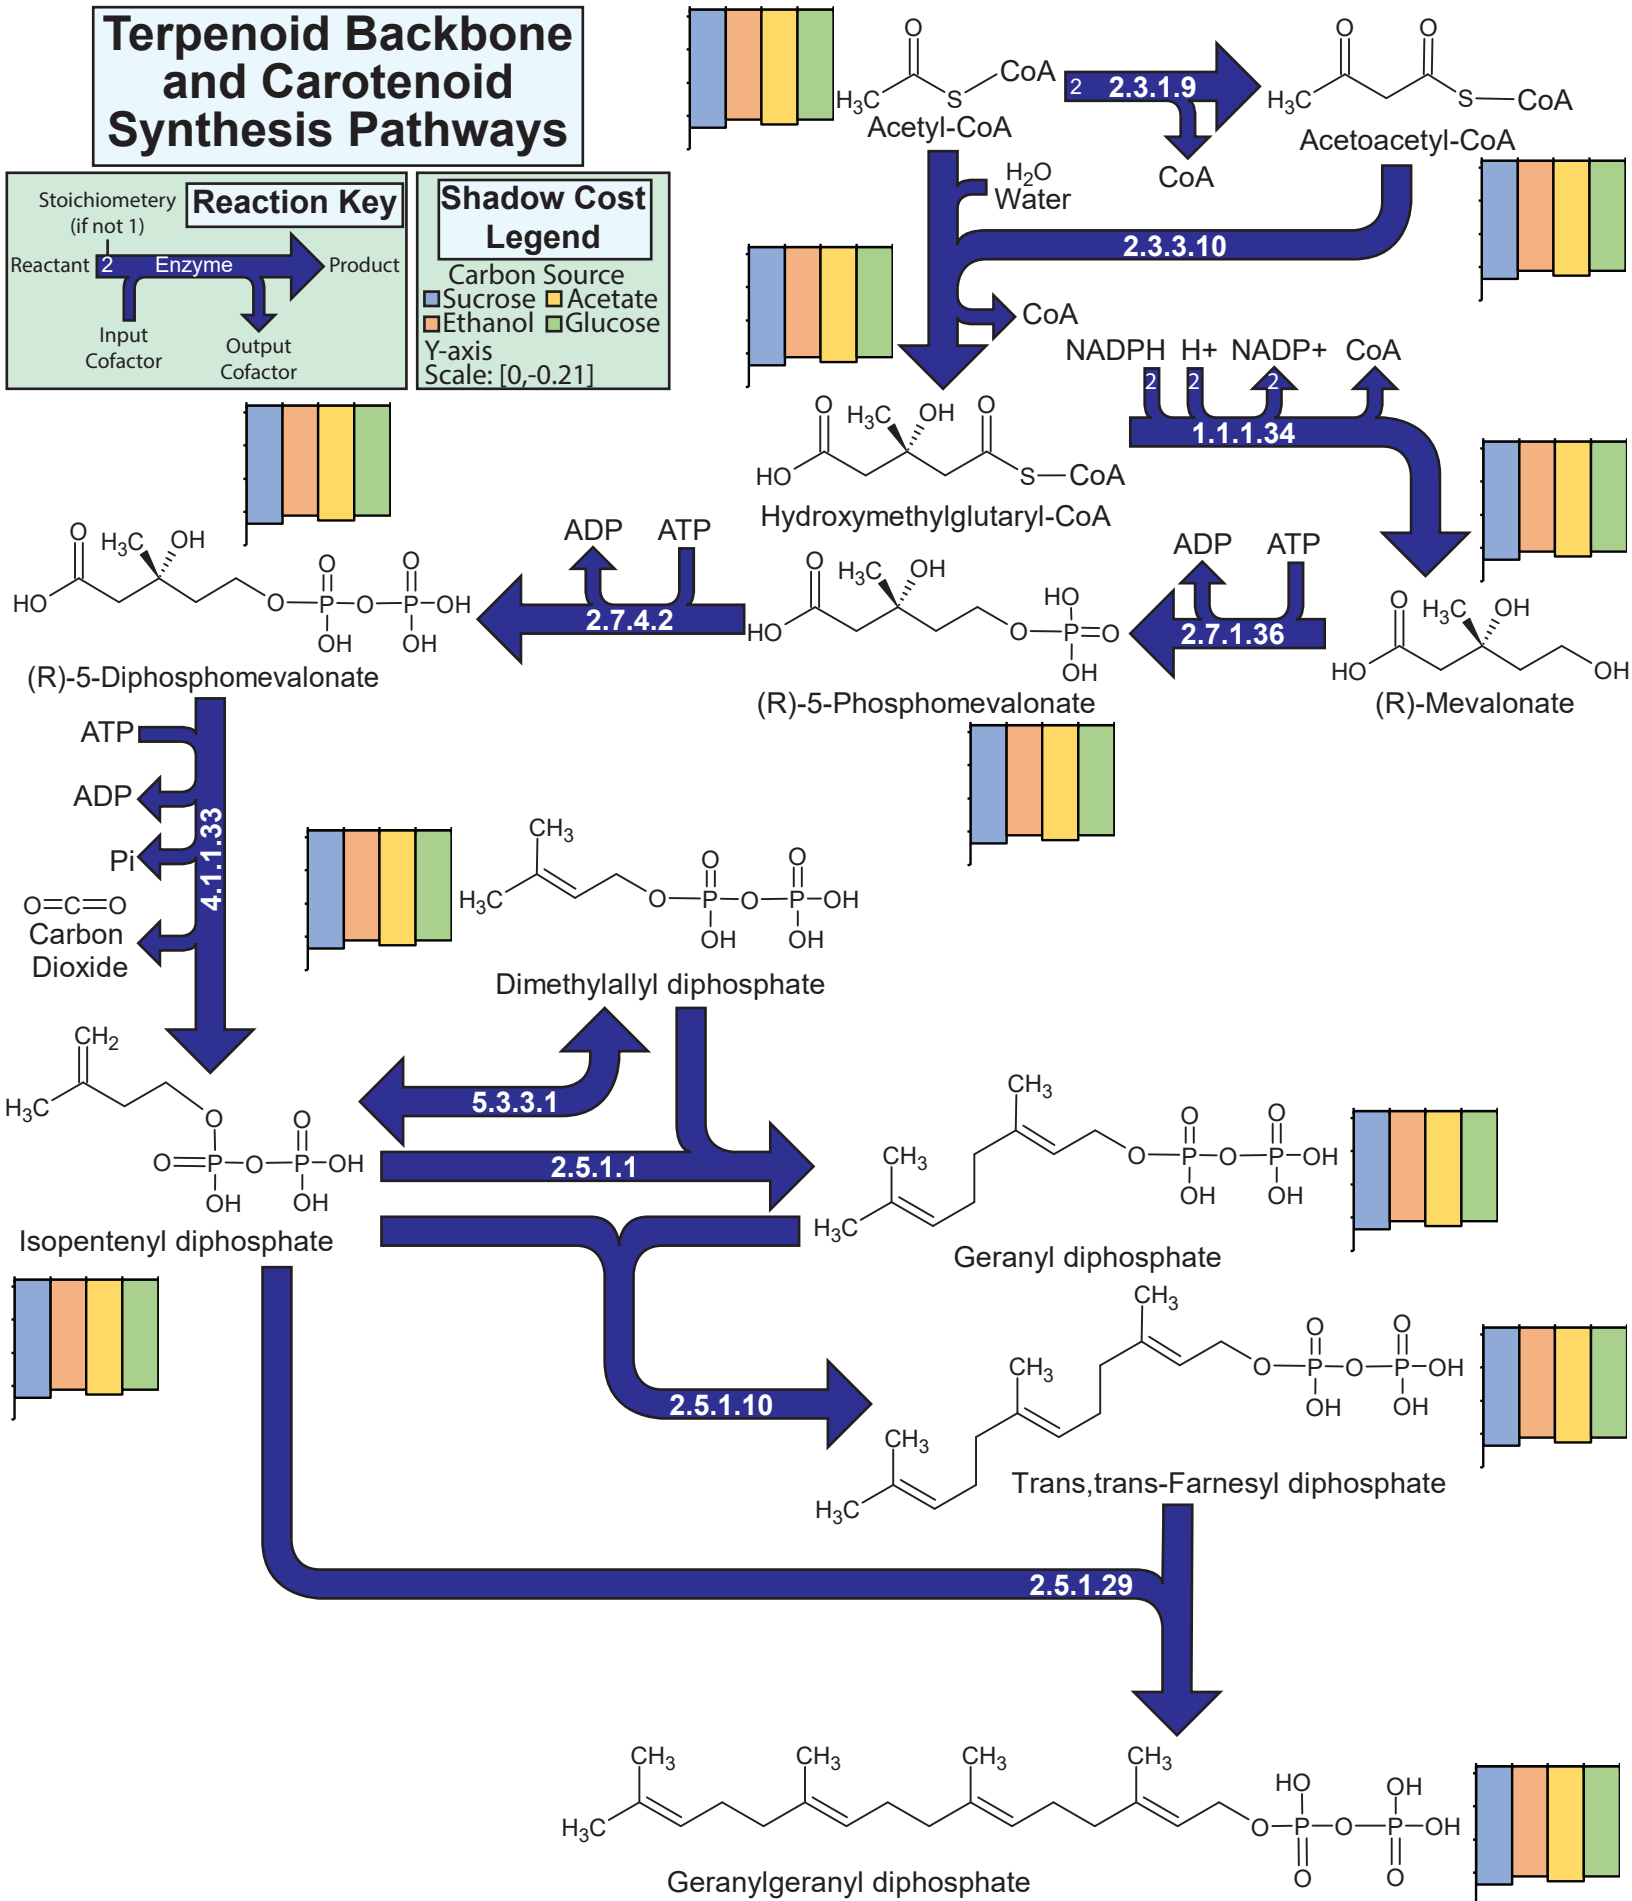 Terpenoid Backbone
and Carotenoid
Synthesis Pathways
Reaction Key
Stoichiometery
(if not 1)
Reactant
2
Enzyme
Product
Input
Cofactor
Output
Cofactor
Shadow Cost
Legend
Carbon Source
Sucrose
Acetate
Ethanol
Glucose
Y-axis
Scale: [0,-0.21]
O
H3C
S
CoA
Acetyl-CoA
2
2.3.1.9
CoA
O
O
H3C
S
CoA
Acetoacetyl-CoA
H2O
Water
2.3.3.10
CoA
O
H3C
OH
O
HO
S
CoA
Hydroxymethylglutaryl-CoA
NADPH
H+
NADP+
CoA
2
2
2
1.1.1.34
O
H3C
OH
HO
OH
(R)-Mevalonate
ADP
ATP
2.7.1.36
O
H3C
OH
HO
HO
O
P
O
OH
(R)-5-Phosphomevalonate
ADP
ATP
2.7.4.2
O
H3C
OH
O
O
HO
O
P
O
P
OH
OH
OH
(R)-5-Diphosphomevalonate
ATP
ADP
Pi
O=C=O
Carbon
Dioxide
4.1.1.33
CH3
H3C
O
O
O
P
O
P
OH
OH
OH
Dimethylallyl diphosphate
CH2
H3C
O
O
O
P
O
P
OH
OH
OH
Isopentenyl diphosphate
5.3.3.1
2.5.1.1
CH3
CH3
H3C
O
O
O
P
O
P
OH
OH
OH
Geranyl diphosphate
2.5.1.10
CH3
CH3
CH3
H3C
O
O
O
P
O
P
OH
OH
OH
Trans,trans-Farnesyl diphosphate
2.5.1.29
CH3
CH3
CH3
CH3
H3C
HO
OH
O
P
O
P
OH
O
O
Geranylgeranyl diphosphate